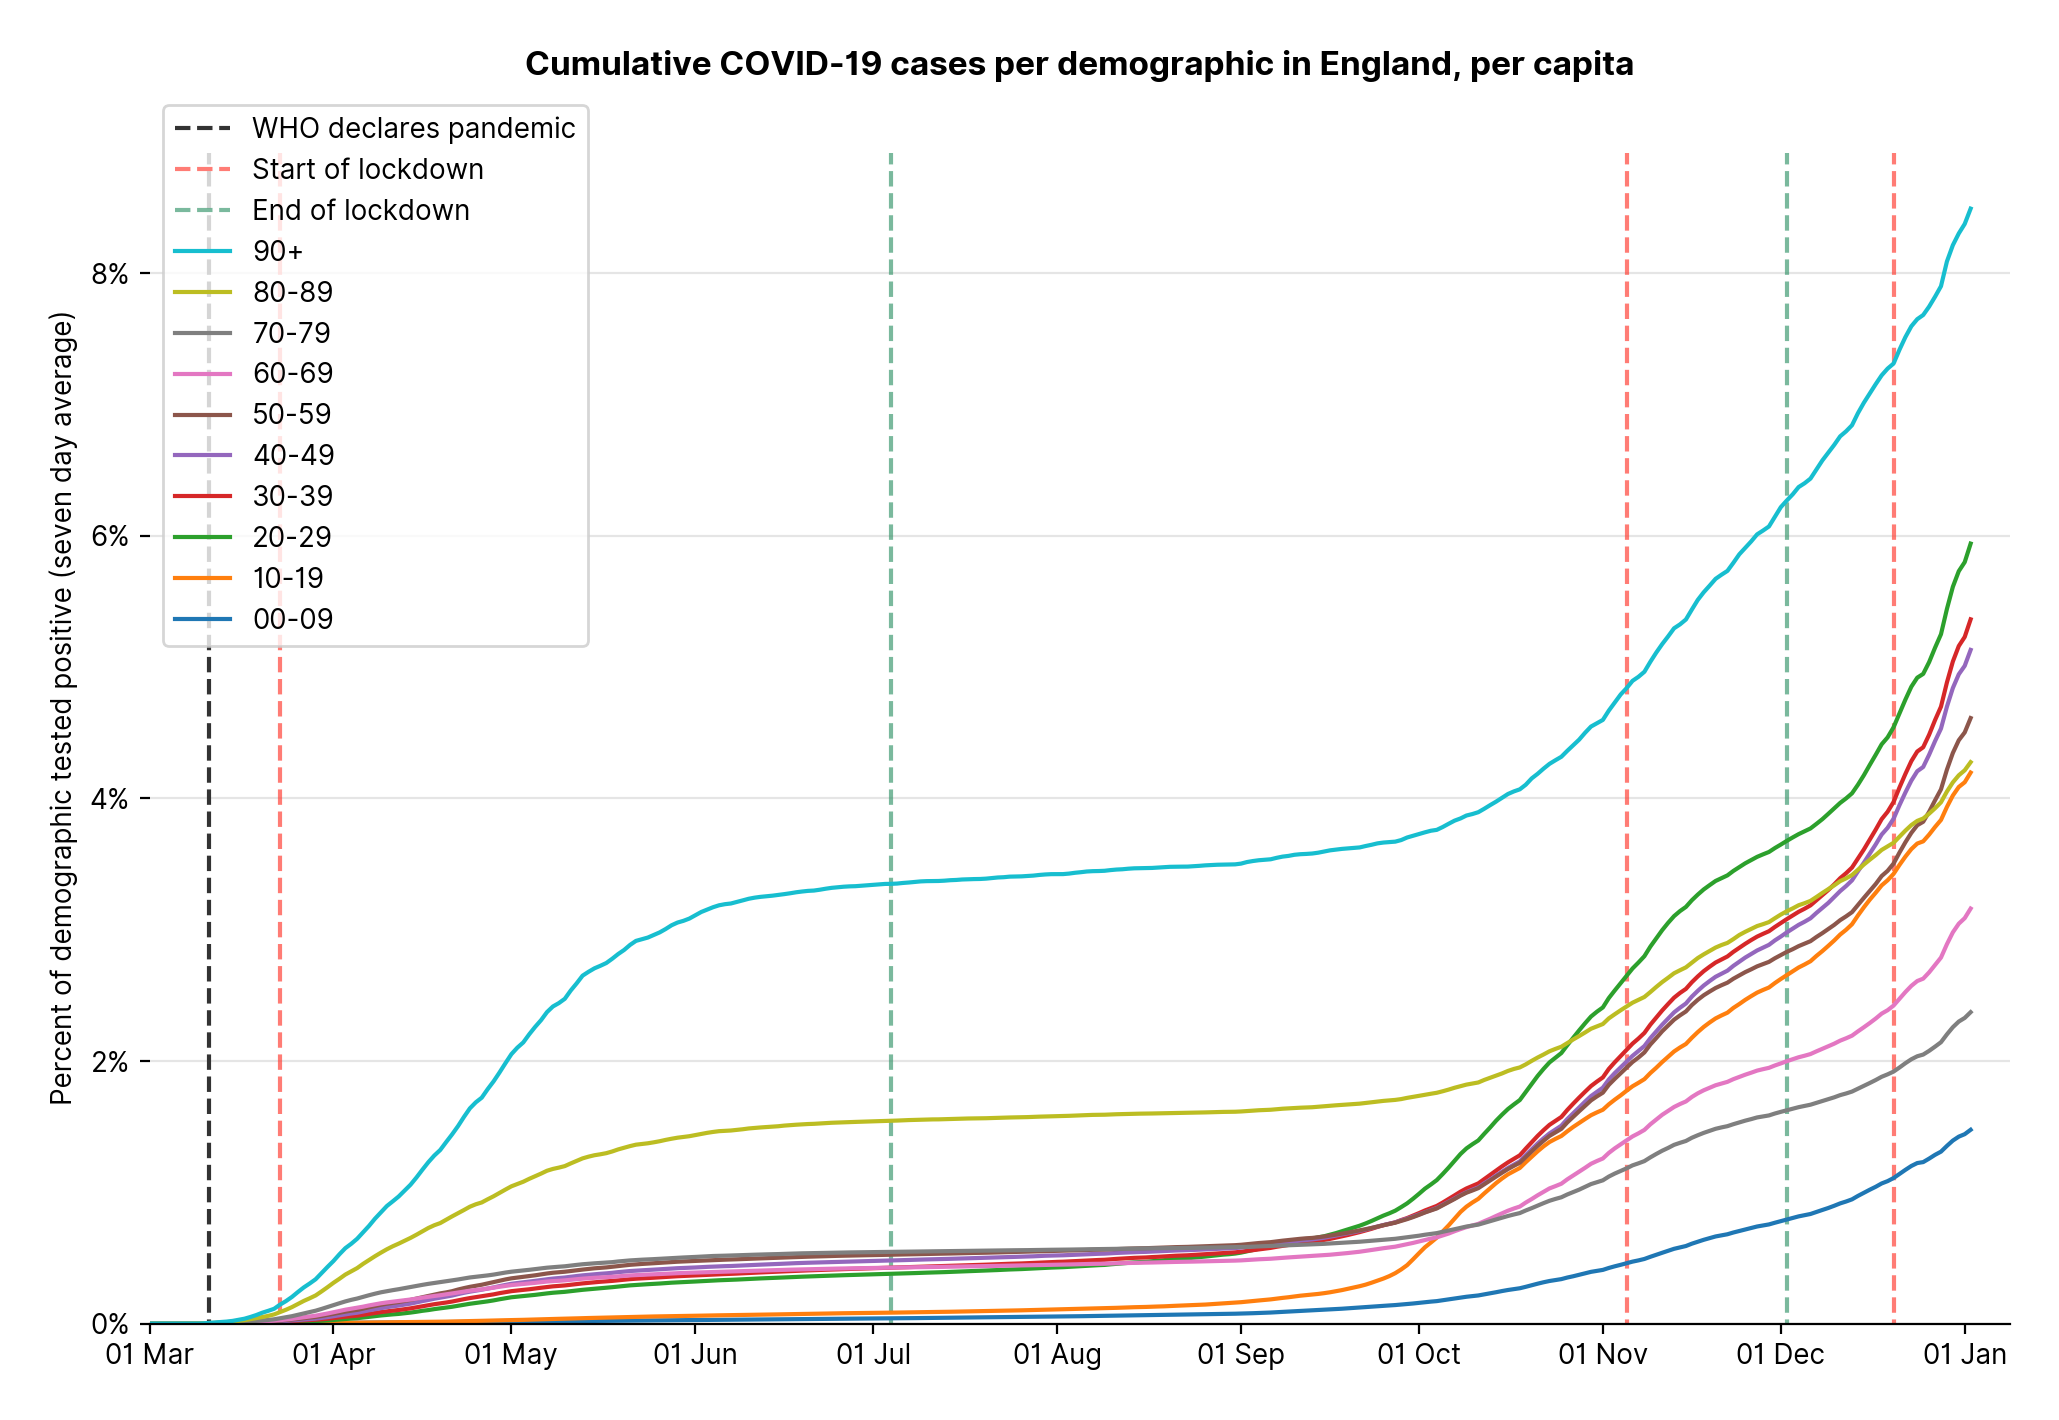 Cumulative COVID-19 cases per demographic in England, per capita
WHO declares pandemic
Start of lockdown
End of lockdown
90+
80-89
70-79
60-69
50-59
40-49
30-39
20-29
10-19
00-09
Percent of demographic tested positive (seven day average)
8%
6%
4%
2%
0%
01 Mar
01 Apr
01 May
01 Jun
01 Jul
01 Aug
01 Sep
01 Oct
01 Nov
01 Dec
01 Jan